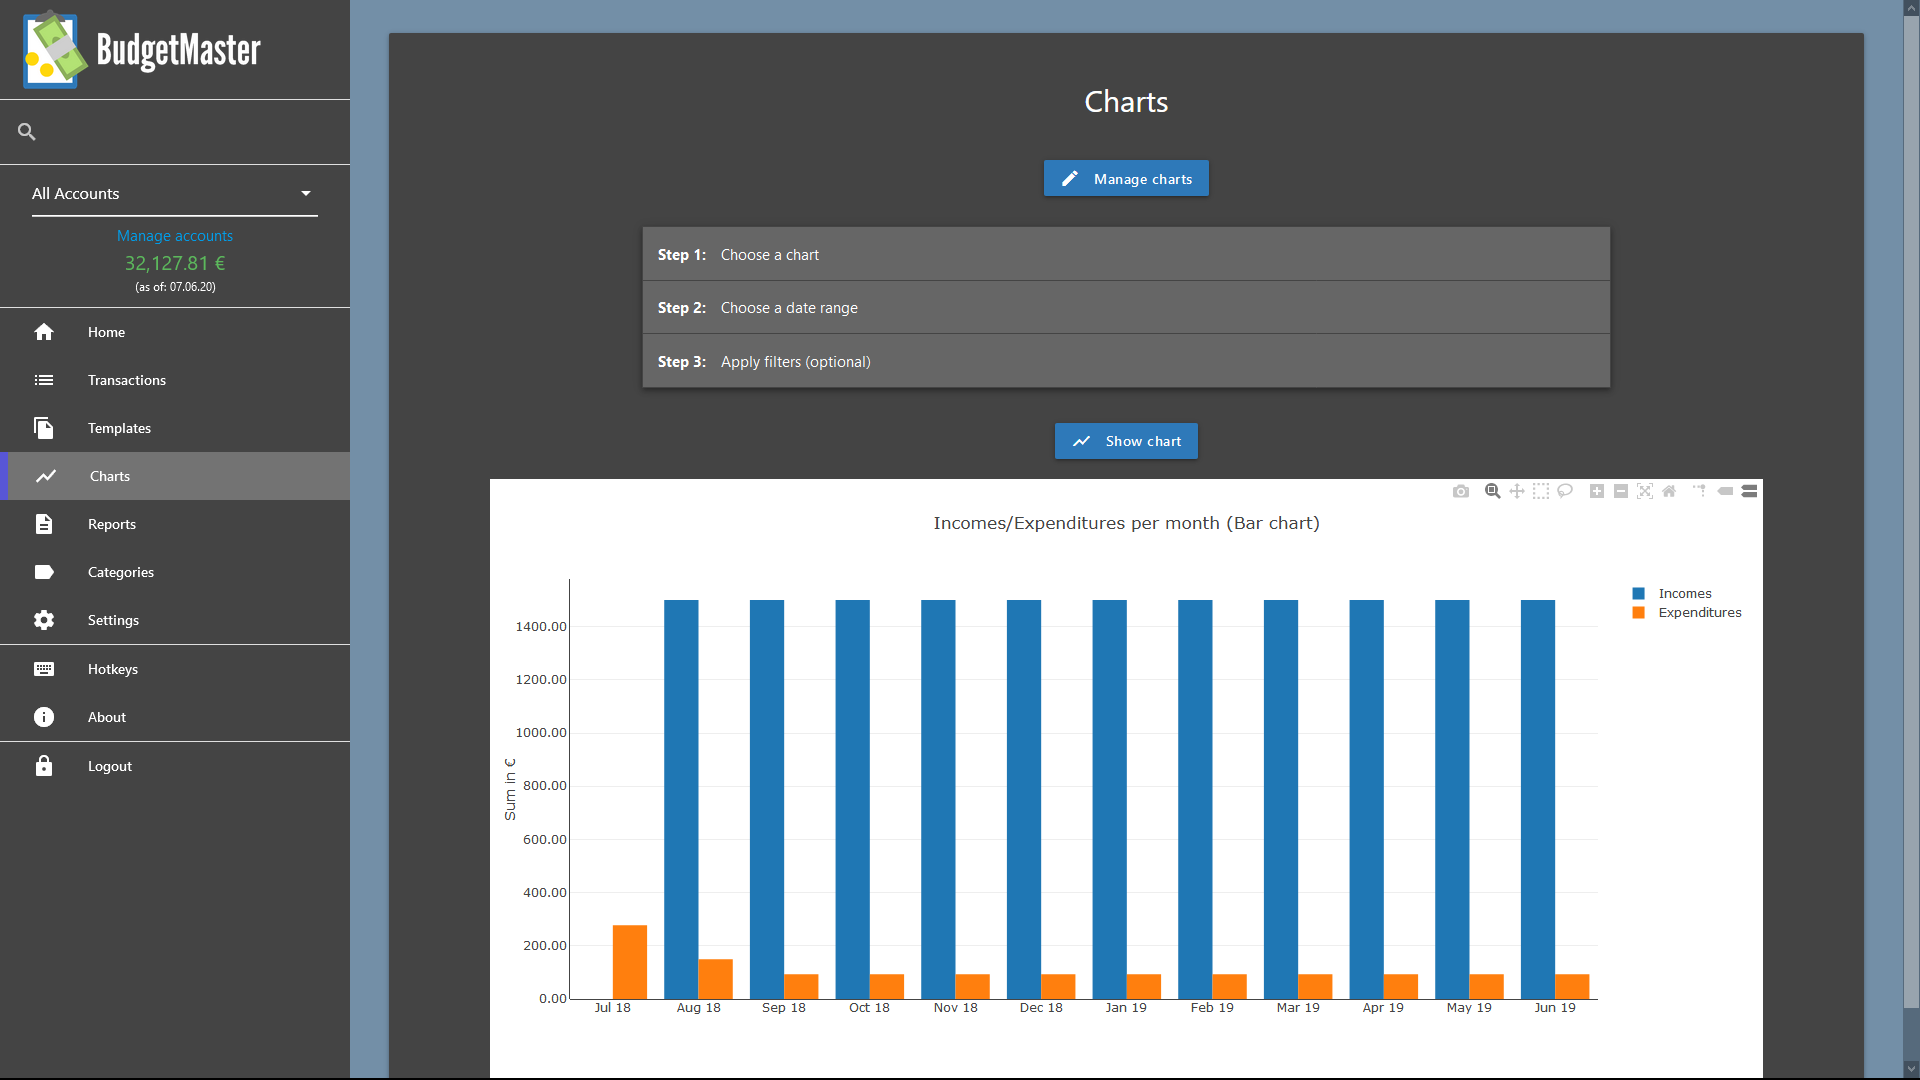 BudgetMaster
All Accounts
Manage accounts
32,127.81 €
(as of: 07.06.20)
Home
Transactions
Templates
Charts
Reports
Categories
Settings
Hotkeys
About
Logout
Charts
Manage charts
Step 1: Choose a chart
Step 2: Choose a date range
Step 3: Apply filters (optional)
Show chart
Incomes/Expenditures per month (Bar chart)
Incomes
Expenditures
Sum in €
1400.00
1200.00
1000.00
800.00
600.00
400.00
200.00
0.00
Jul 18 Aug 18 Sep 18 Oct 18 Nov 18 Dec 18 Jan 19 Feb 19 Mar 19 Apr 19 May 19 Jun 19